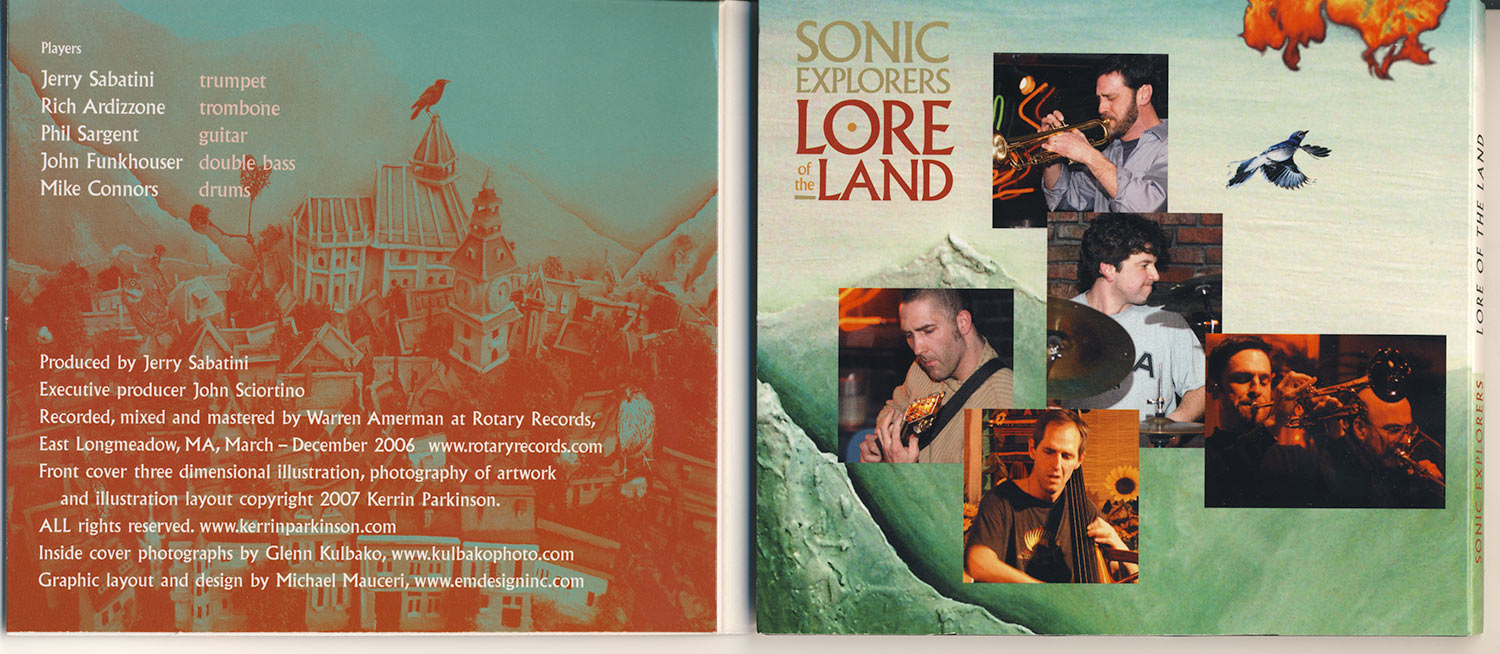 Players
Jerry Sabatini trumpet
Rich Ardizzone trombone
Phil Sargent guitar
John Funkhouser double bass
Mike Connors drums
Produced by Jerry Sabatini
Executive producer John Sciortino
Recorded, mixed and mastered by Warren Amerman at Rotary Records,
East Longmeadow, MA, March – December 2006 www.rotaryrecords.com
Front cover three dimensional illustration, photography of artwork
and illustration layout copyright 2007 Kerrin Parkinson.
ALL rights reserved. www.kerrinparkinson.com
Inside cover photographs by Glenn Kulbako, www.kulbakophoto.com
Graphic layout and design by Michael Mauceri, www.emdesigninc.com
SONIC
EXPLORERS
LORE
of the LAND
A
SONIC EXPLORERS LORE OF THE LAND